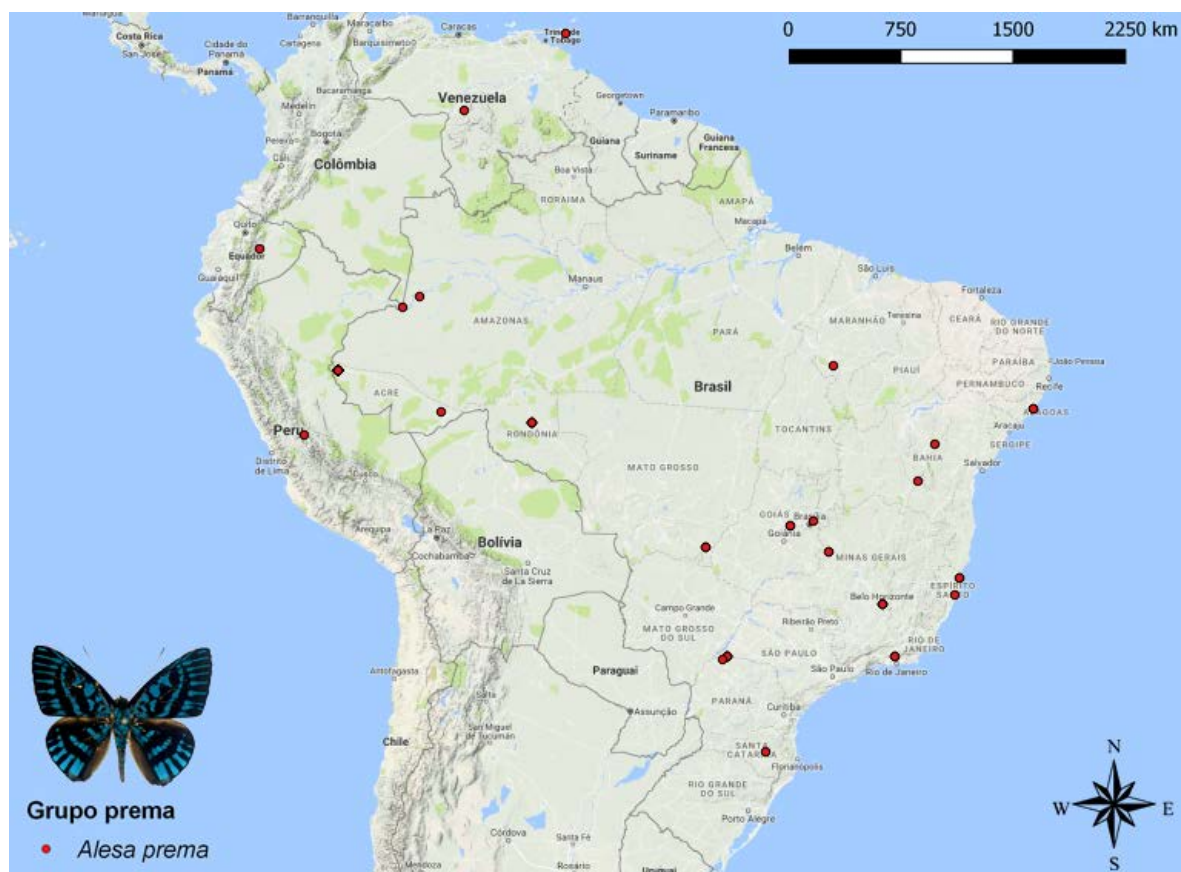 Managua
Barranquilla
Maracaibo
Caracas
0 750 1500 2250 km
Costa Rica
San José
Cidade do
Panamá
Panamá
Cartagena
Barquisimeto
Trinidad e
Tobago
Bucaramanga
Medellín
Venezuela
Georgetown
Paramaribo
Bogotá
Pereira
Cáli
Colômbia
Guiana
Suriname
Guiana
Francesa
Boa Vista
RORAIMA
AMAPÁ
Macapá
Quito
Equador
Guaiaquil
Belém
São Luís
Manaus
Fortaleza
AMAZONAS
PARÁ
MARANHÃO
Teresina
CEARÁ
RIO GRANDE
DO NORTE
PARAÍBA
João Pessoa
ACRE
Brasil
PIAUÍ
PERNAMBUCO
Recife
Peru
RONDÔNIA
TOCANTINS
ALAGOAS
Aracaju
SERGIPE
BAHIA
Distrito
de Lima
Cusco
MATO GROSSO
Salvador
Arequipa
La Paz
Bolívia
GOIÁS
Brasília
Goiânia
Cochabamba
MINAS GERAIS
Santa Cruz
de La Sierra
ESPÍRITO
SANTO
Campo Grande
Belo Horizonte
MATO GROSSO
DO SUL
Ribeirão Preto
RIO DE
JANEIRO
Antofagasta
Paraguai
SÃO PAULO
São Paulo
Rio de Janeiro
Salta
Assunção
PARANÁ
Curitiba
San Miguel
de Tucumán
Chile
SANTA
CATARINA
Florianópolis
N
RIO GRANDE
DO SUL
W E
Grupo prema
Porto Alegre
Córdova
Santa Fé
S
Alesa prema
Mendoza
Rosário
Uruguai